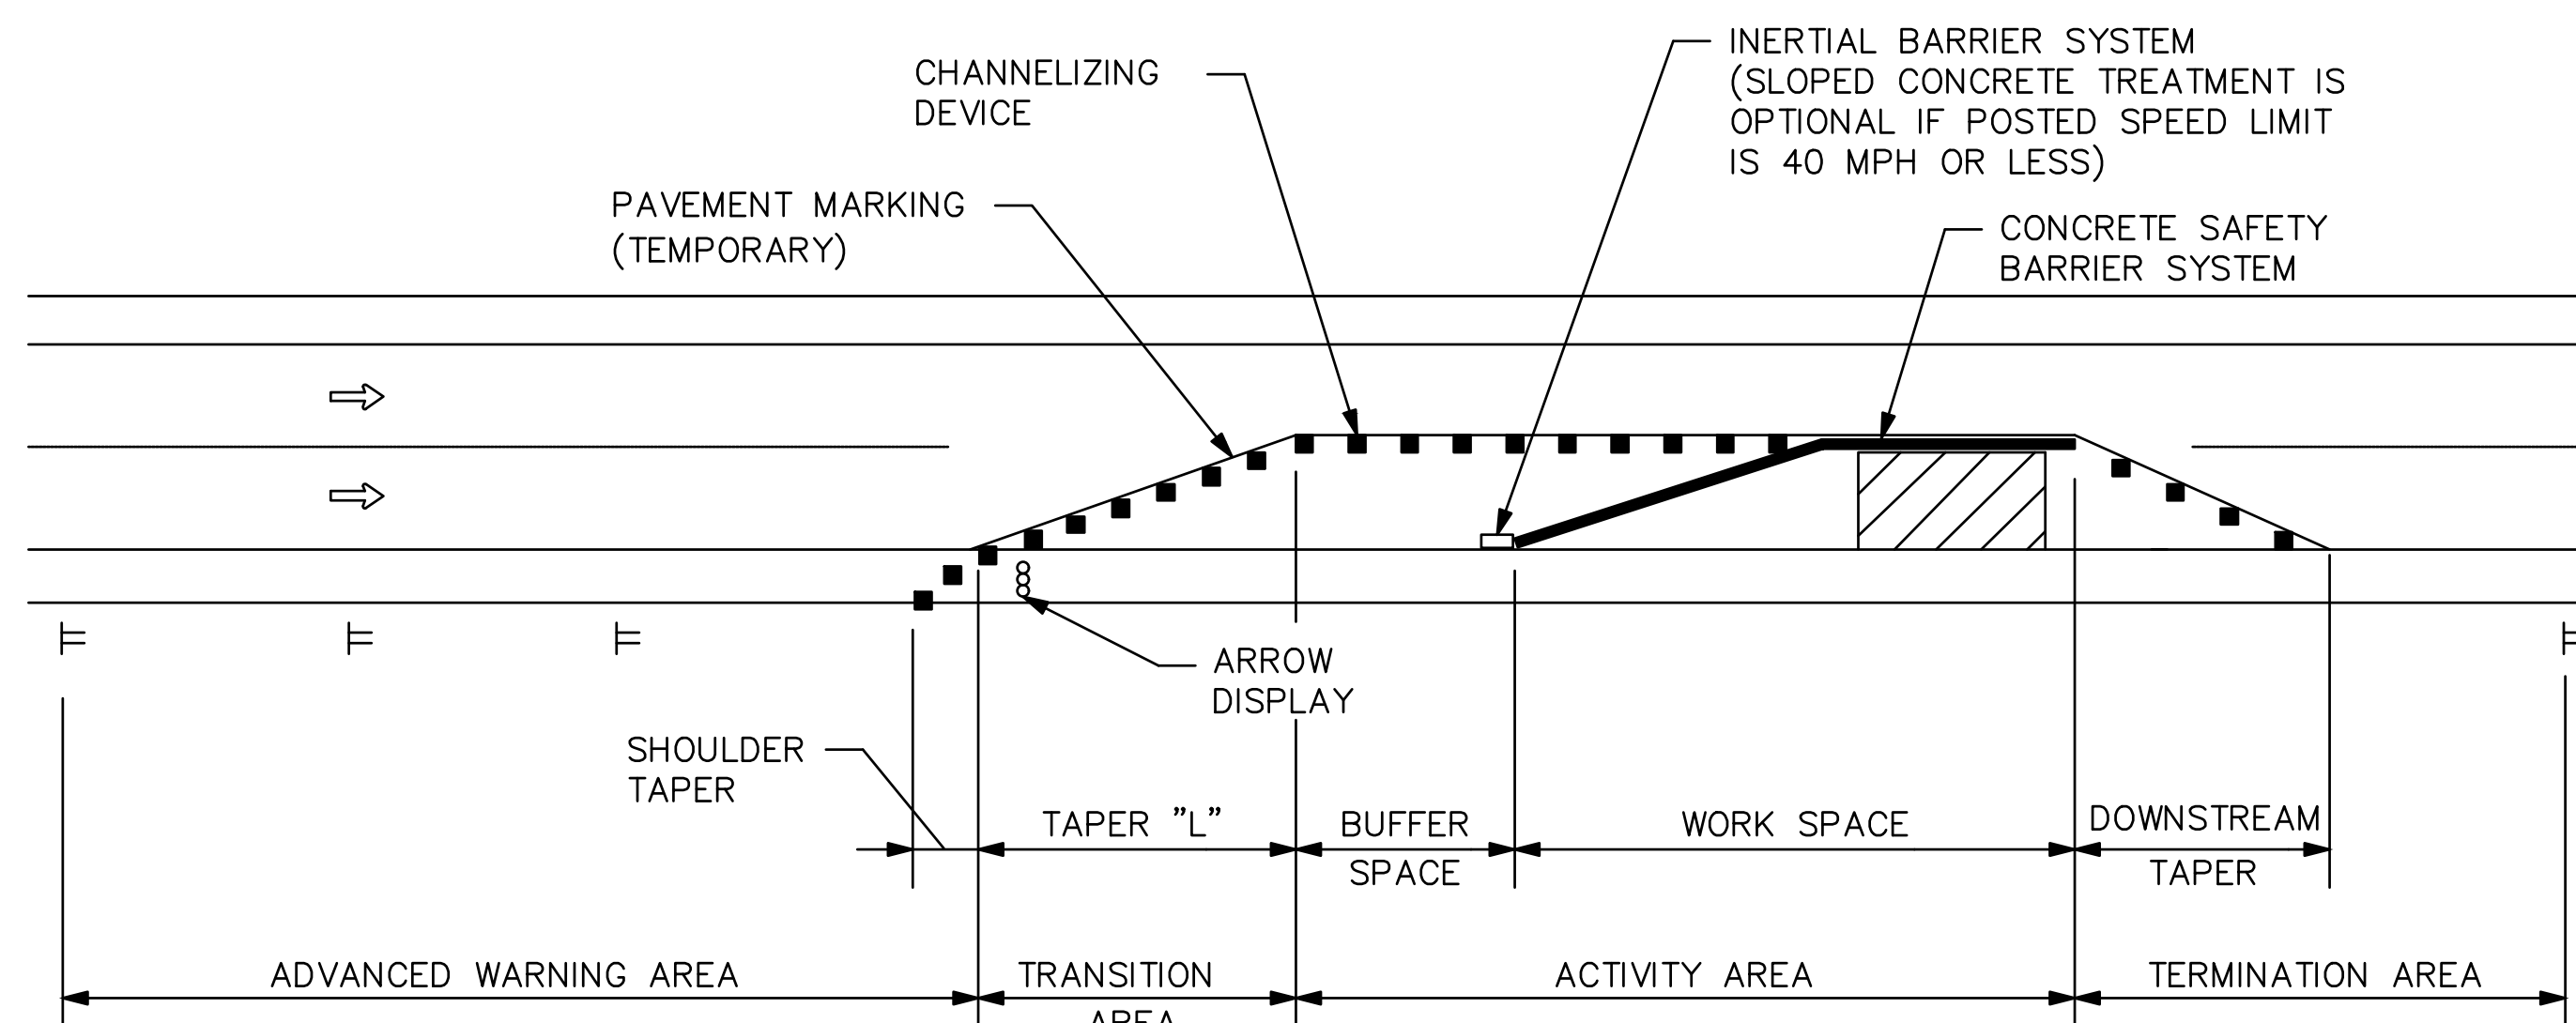 INERTIAL BARRIER SYSTEM
(SLOPED CONCRETE TREATMENT IS
OPTIONAL IF POSTED SPEED LIMIT
IS 40 MPH OR LESS)
CHANNELIZING
DEVICE
PAVEMENT MARKING
(TEMPORARY)
CONCRETE SAFETY
BARRIER SYSTEM
ARROW
DISPLAY
SHOULDER
TAPER
TAPER "L"
BUFFER
SPACE
WORK SPACE
DOWNSTREAM
TAPER
ADVANCED WARNING AREA
TRANSITION
AREA
ACTIVITY AREA
TERMINATION AREA